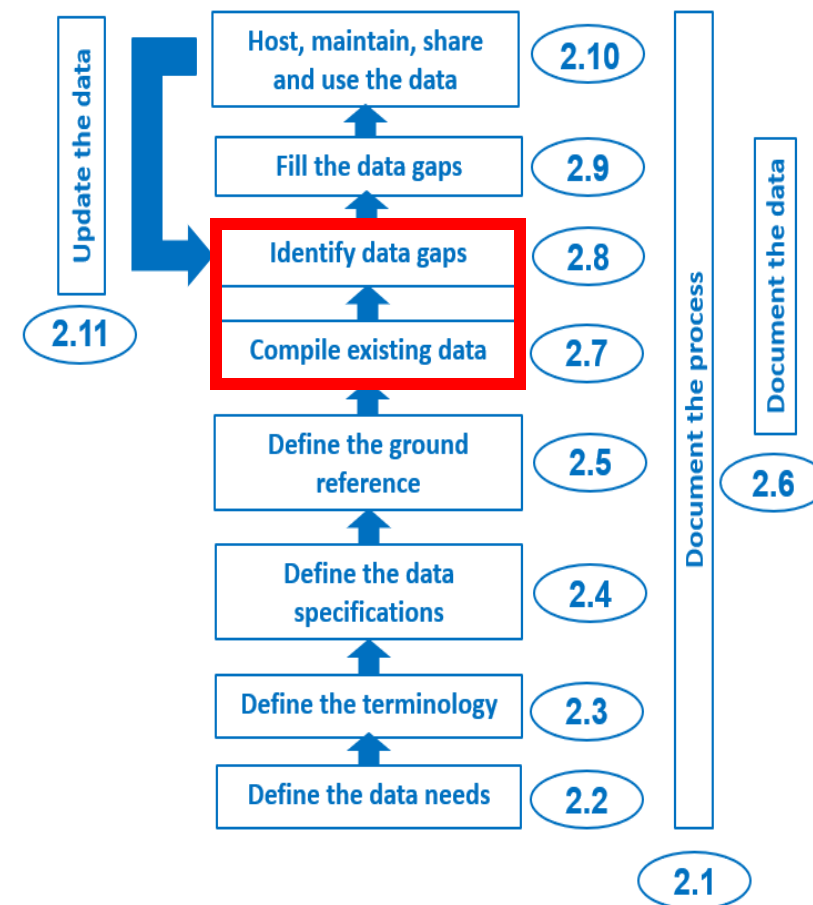 Host, maintain, share
and use the data
2.10
Fill the data gaps
2.9
Identify data gaps
2.8
Compile existing data
2.7
Define the ground
reference
2.5
Define the data
specifications
2.4
Define the terminology
2.3
Define the data needs
2.2
Update the data
2.11
Document the process
2.1
Document the data
2.6